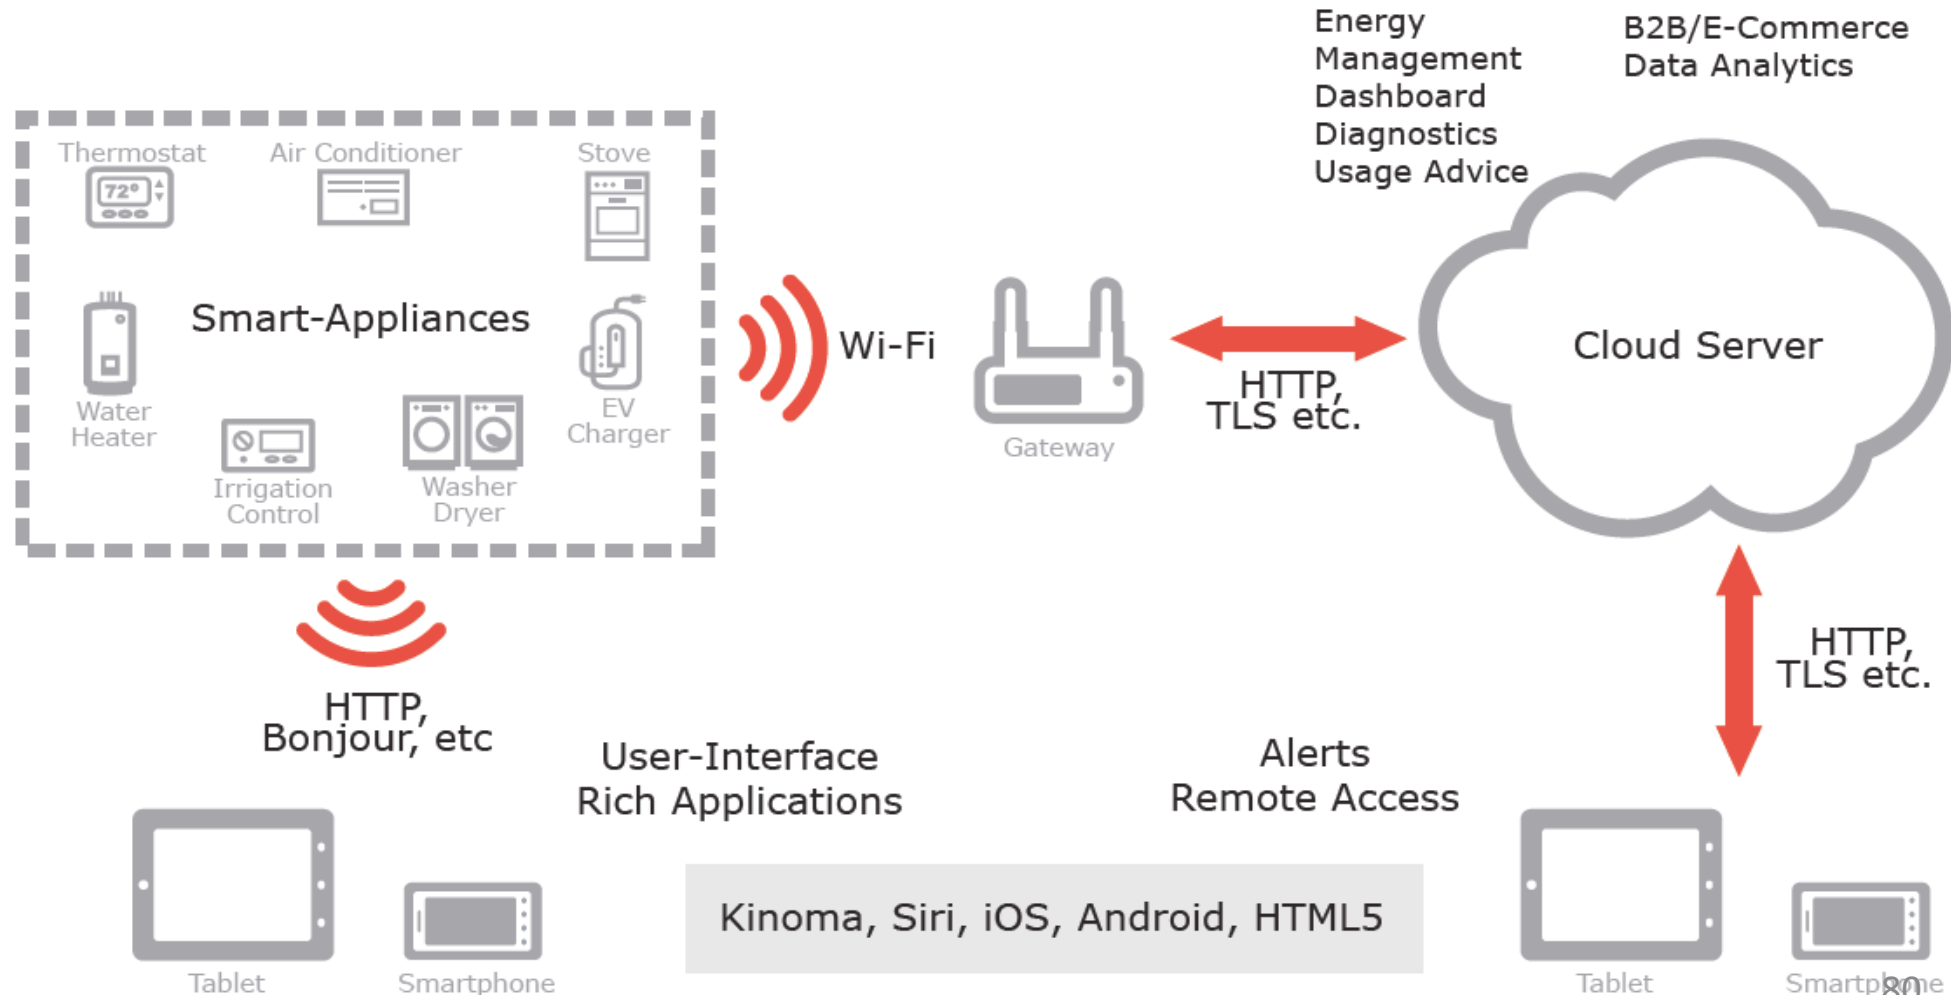 Energy
Management
Dashboard
Diagnostics
Usage Advice
B2B/E-Commerce
Data Analytics
Thermostat
Air Conditioner
Stove
72°
Smart-Appliances
Water
Heater
Irrigation
Control
Washer
Dryer
EV
Charger
Wi-Fi
Gateway
HTTP,
TLS etc.
Cloud Server
HTTP,
Bonjour, etc
User-Interface
Rich Applications
Alerts
Remote Access
HTTP,
TLS etc.
Kinoma, Siri, iOS, Android, HTML5
Tablet
Smartphone
Tablet
Smartphone
80